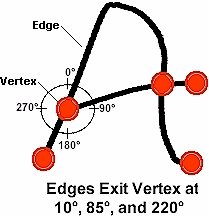 Edge
Vertex
0°
270°
90°
180°
Edges Exit Vertex at
10°, 85°, and 220°